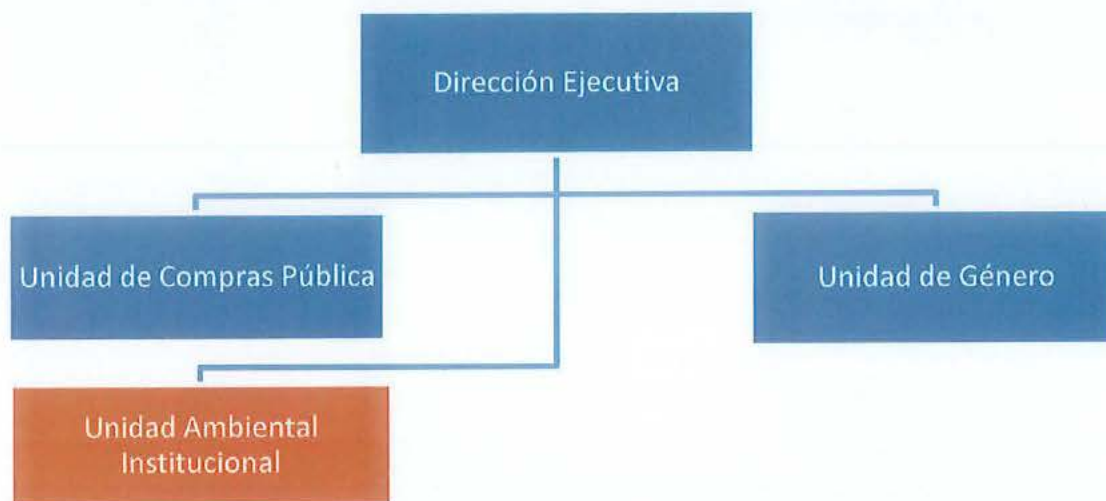 Dirección Ejecutiva
Unidad de Compras Pública
Unidad de Género
Unidad Ambiental
Institucional